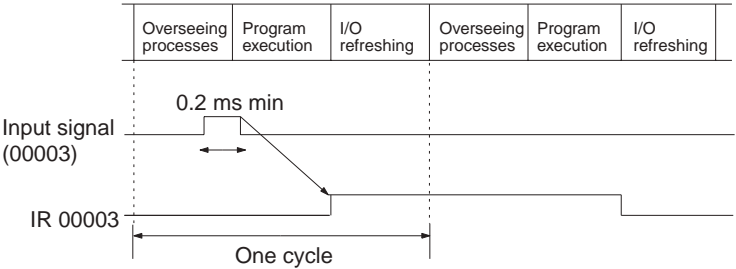 Overseeing processes
Program execution
I/O refreshing
Overseeing processes
Program execution
I/O refreshing
0.2 ms min
Input signal
(00003)
IR 00003
One cycle